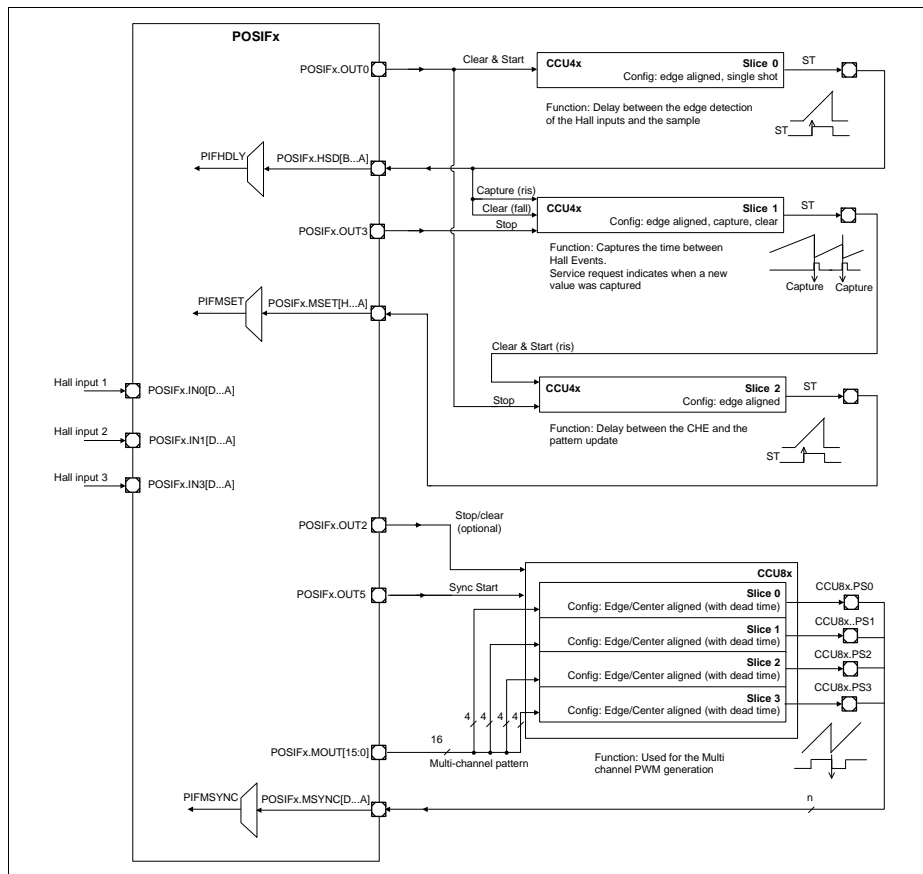 POSIFx
POSIFx.OUT0
Clear & Start
CCU4x
Slice 0
Config: edge aligned, single shot
ST
Function: Delay between the edge detection
of the Hall inputs and the sample
ST
PIFHDLY
POSIFx.HSD[B...A]
Capture (ris)
Clear (fall)
Stop
CCU4x
Slice 1
Config: edge aligned, capture, clear
ST
POSIFx.OUT3
Function: Captures the time between
Hall Events.
Service request indicates when a new
value was captured
Capture
Capture
PIFMSET
POSIFx.MSET[H...A]
Clear & Start (ris)
Stop
CCU4x
Slice 2
Config: edge aligned
ST
Function: Delay between the CHE and the
pattern update
ST
Hall input 1
POSIFx.IN0[D...A]
Hall input 2
POSIFx.IN1[D...A]
Hall input 3
POSIFx.IN3[D...A]
POSIFx.OUT2
Stop/clear
(optional)
POSIFx.OUT5
Sync Start
CCU8x
Slice 0
Config: Edge/Center aligned (with dead time)
CCU8x.PS0
Slice 1
Config: Edge/Center aligned (with dead time)
CCU8x..PS1
Slice 2
Config: Edge/Center aligned (with dead time)
CCU8x.PS2
Slice 3
Config: Edge/Center aligned (with dead time)
CCU8x.PS3
4 4 4 4
POSIFx.MOUT[15:0]
16
Multi-channel pattern
Function: Used for the Multi
channel PWM generation
PIFMSYNC
POSIFx.MSYNC[D...A]
n